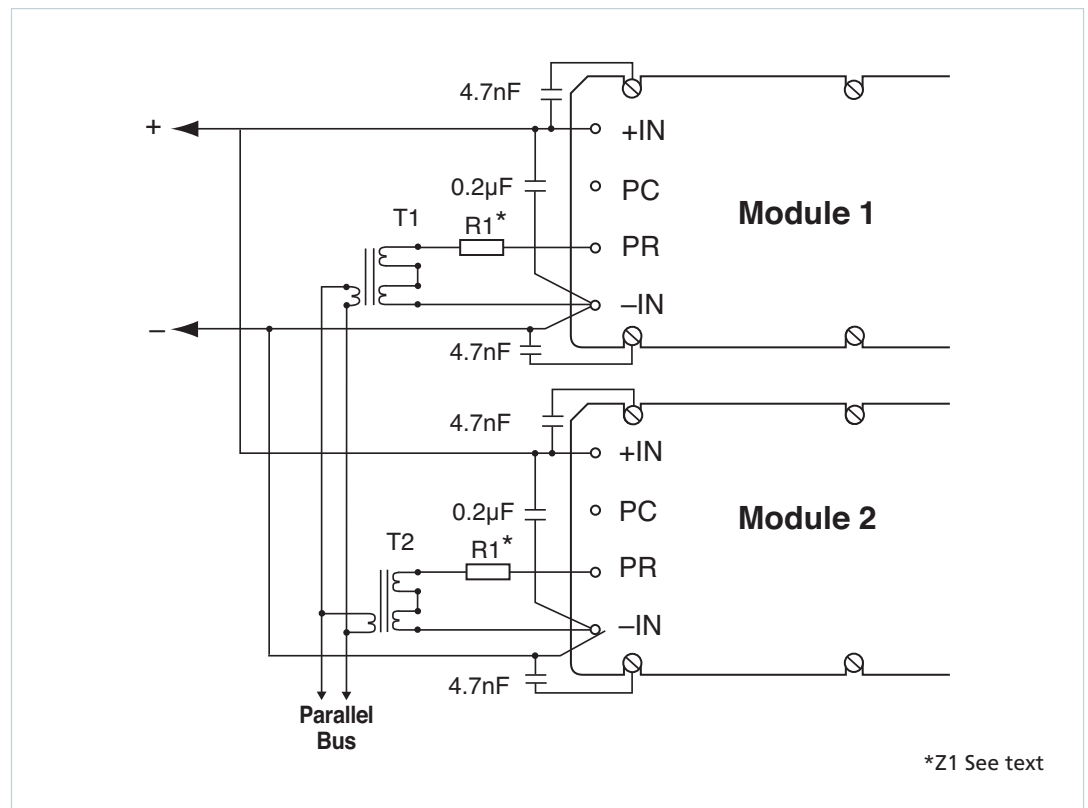 4.7nF
+
+IN
0.2µF
PC
Module 1
T1
R1*
PR
–IN
–
4.7nF
4.7nF
+IN
0.2µF
PC
Module 2
T2
R1*
PR
–IN
4.7nF
Parallel
Bus
*Z1 See text